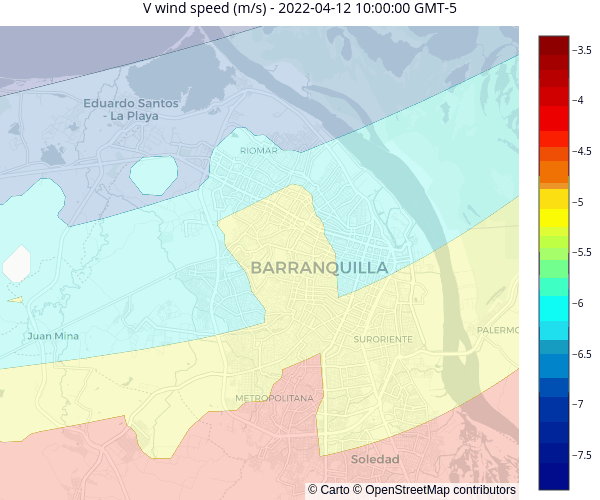 V wind speed (m/s) - 2022-04-12 10:00:00 GMT-5
−3.5
−4
−4.5
−5
−5.5
−6
−6.5
−7
−7.5
Eduardo Santos
- La Playa
RIOMAR
BARRANQUILLA
Juan Mina
SURORIENTE
PALERMO
METROPOLITANA
Soledad
© Carto © OpenStreetMap contributors